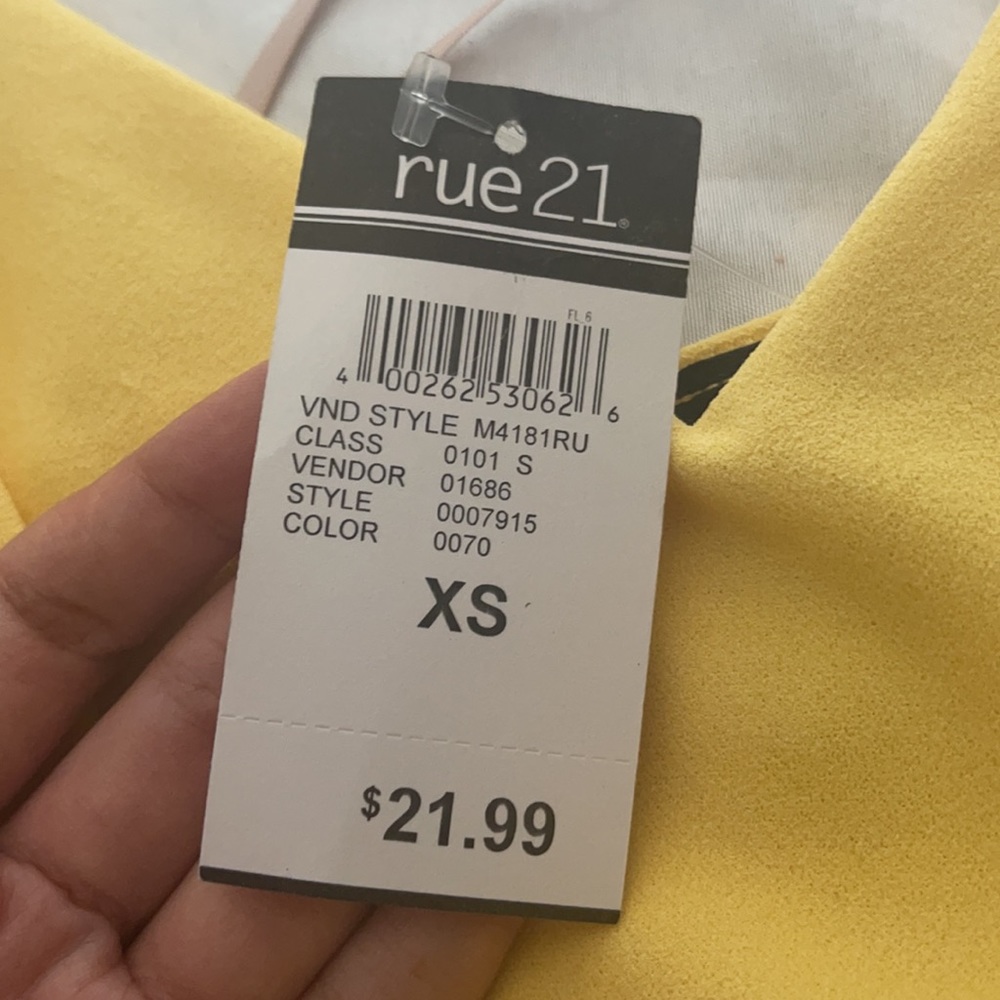 rue21®
FL 6
4 00262 53062 6
VND STYLE M4181RU
CLASS 0101 S
VENDOR 01686
STYLE 0007915
COLOR 0070
XS
$21.99